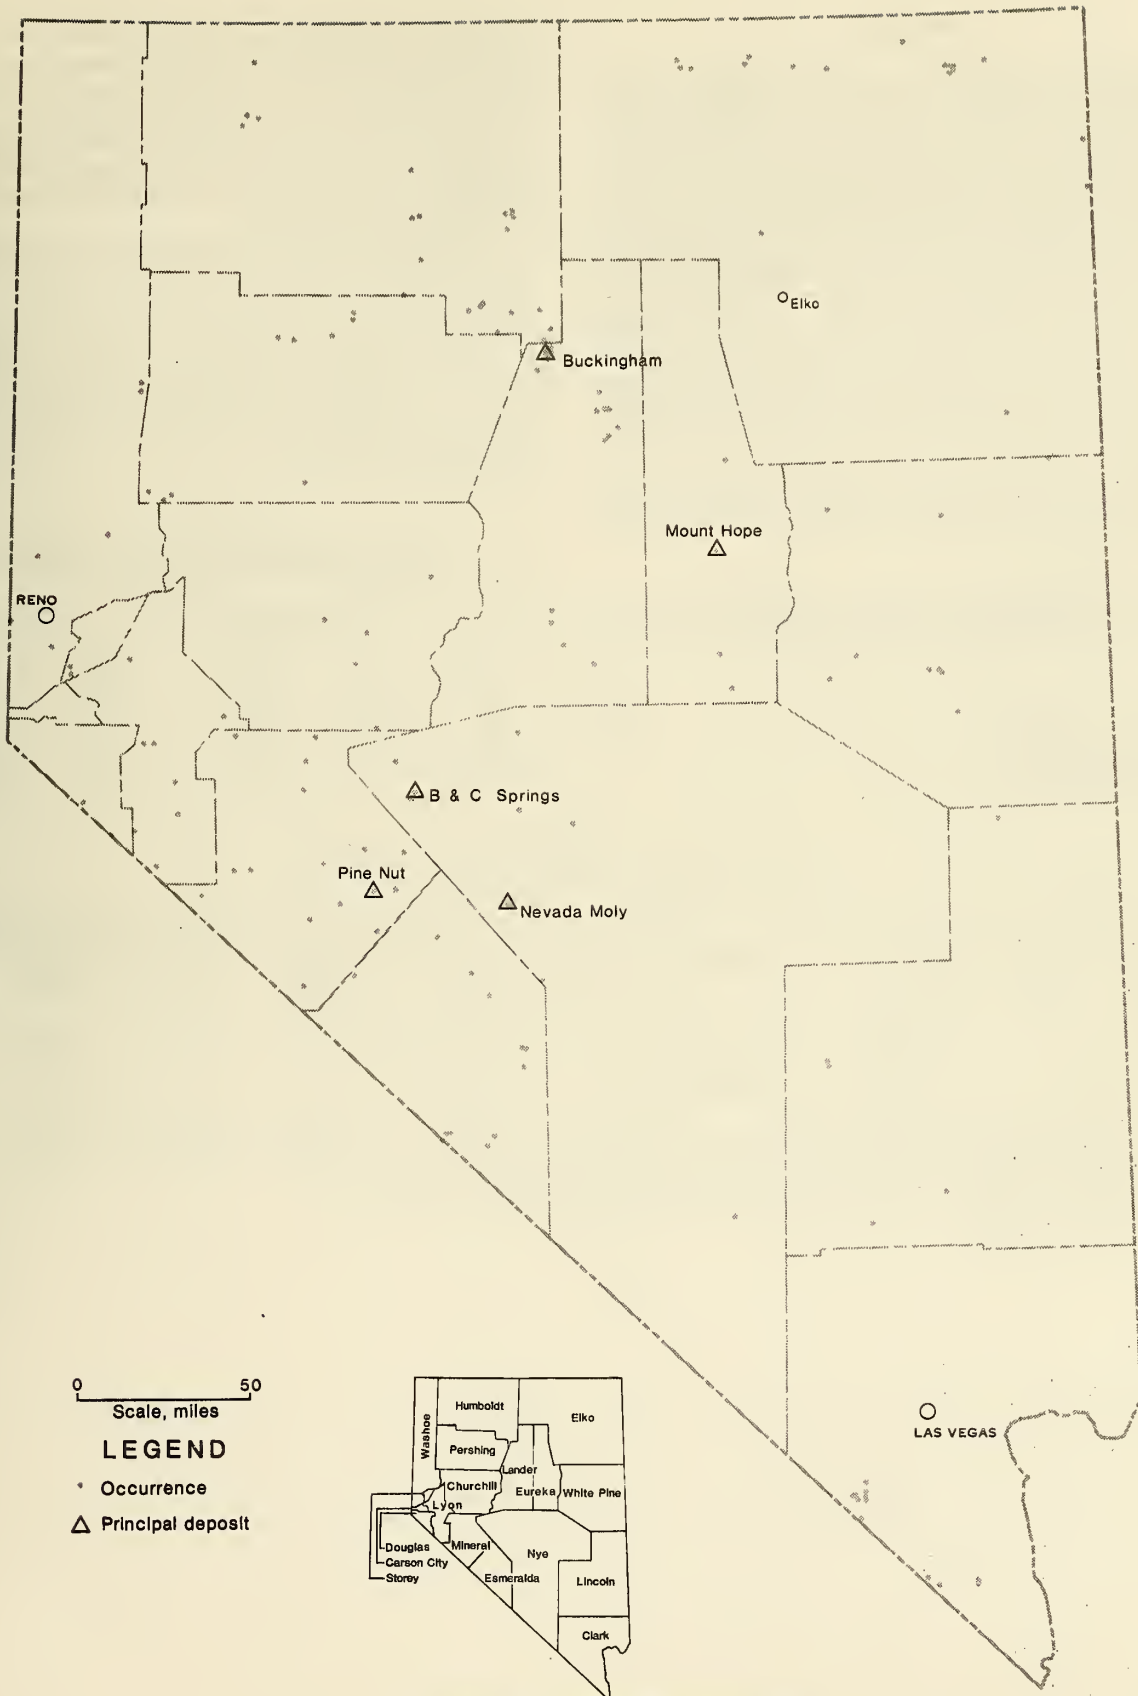 Elko
Buckingham
Mount Hope
RENO
B & C Springs
Pine Nut
Nevada Moly
LAS VEGAS
0 50
Scale, miles
LEGEND
Occurrence
Principal deposit
Washoe
Humboldt
Elko
Pershing
Lander
Churchill
Eureka
White Pine
Lyon
Mineral
Nye
Douglas
Carson City
Storey
Esmeralda
Lincoln
Clark